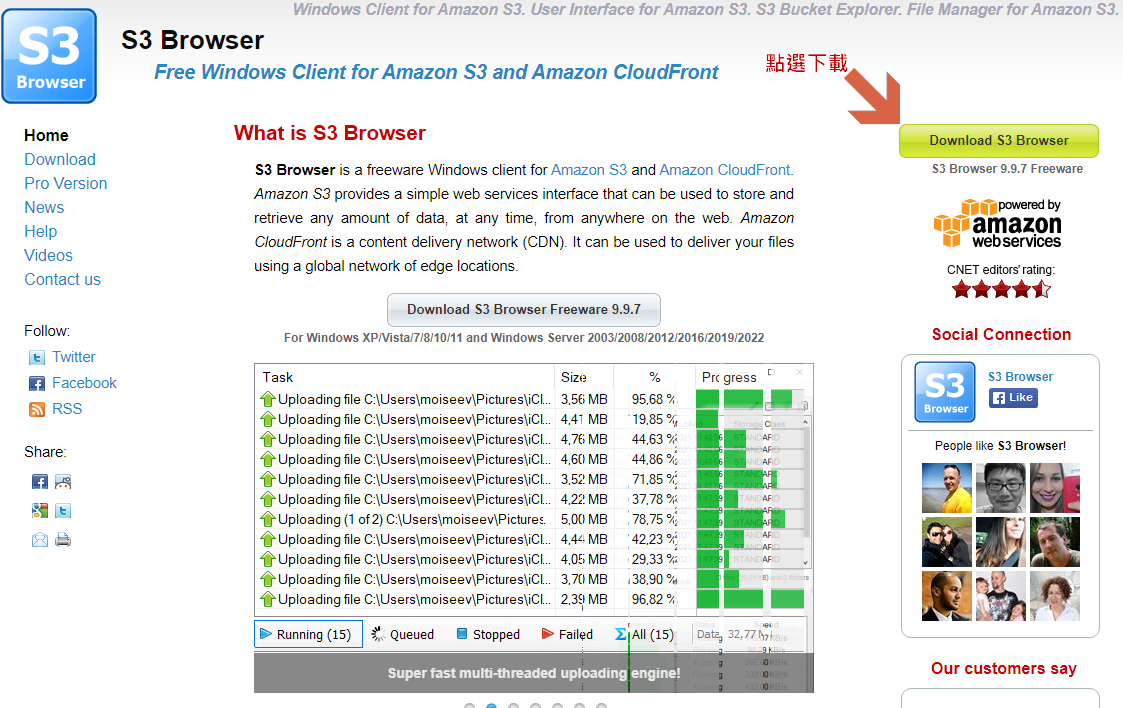 Windows Client for Amazon S3. User Interface for Amazon S3. S3 Bucket Explorer. File Manager for Amazon S3.
S3
Browser
S3 Browser
Free Windows Client for Amazon S3 and Amazon CloudFront
點選下載
Home
Download
Pro Version
News
Help
Videos
Contact us
Follow:
Twitter
Facebook
RSS
Share:
What is S3 Browser
S3 Browser is a freeware Windows client for Amazon S3 and Amazon CloudFront.
Amazon S3 provides a simple web services interface that can be used to store and
retrieve any amount of data, at any time, from anywhere on the web. Amazon
CloudFront is a content delivery network (CDN). It can be used to deliver your files
using a global network of edge locations.
Download S3 Browser Freeware 9.9.7
For Windows XP/Vista/7/8/10/11 and Windows Server 2003/2008/2012/2016/2019/2022
Task Size % Progress
Uploading file C:\Users\moiseev\Pictures\iCl... 3,56 MB 95,68 %
Uploading file C:\Users\moiseev\Pictures\iCl... 4,41 MB 19,85 %
Uploading file C:\Users\moiseev\Pictures\iCl... 4,76 MB 44,63 %
Uploading file C:\Users\moiseev\Pictures\iCl... 4,60 MB 44,86 %
Uploading file C:\Users\moiseev\Pictures\iCl... 3,52 MB 71,85 %
Uploading file C:\Users\moiseev\Pictures\iCl... 4,22 MB 37,78 %
Uploading (1 of 2) C:\Users\moiseev\Pictures. 5,00 MB 78,75 %
Uploading file C:\Users\moiseev\Pictures\iCl... 4,44 MB 42,23 %
Uploading file C:\Users\moiseev\Pictures\iCl... 4,05 MB 29,33 %
Uploading file C:\Users\moiseev\Pictures\iCl... 3,70 MB 38,90 %
Uploading file C:\Users\moiseev\Pictures\iCl... 2,39 MB 96,82 %
Storage Class
STANDARD
STANDARD
STANDARD
STANDARD
STANDARD
STANDARD
STANDARD
STANDARD
STANDARD
STANDARD
STANDARD
Running (15) Queued Stopped Failed All (15) Data 32,77
Super fast multi-threaded uploading engine!
Download S3 Browser
S3 Browser 9.9.7 Freeware
powered by
amazon
web services
CNET editors' rating:
Social Connection
S3
Browser
S3 Browser
Like
People like S3 Browser!
Our customers say